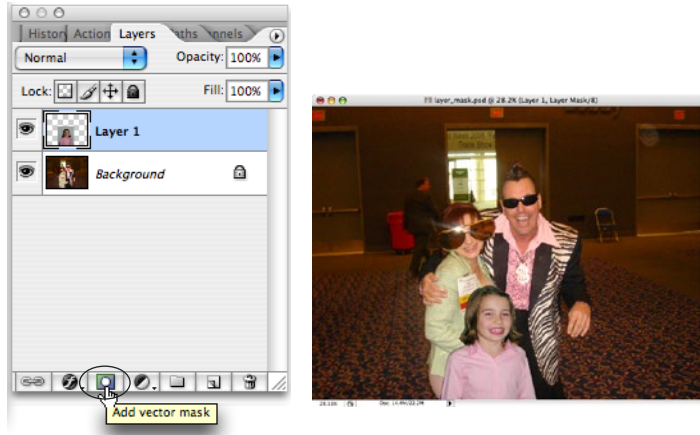 History Action Layers aths nnels
Normal Opacity: 100%
Lock: Fill: 100%
Layer 1
Background
Add vector mask
layer_mask.psd @ 28.2% (Layer 1, Layer Mask/8)